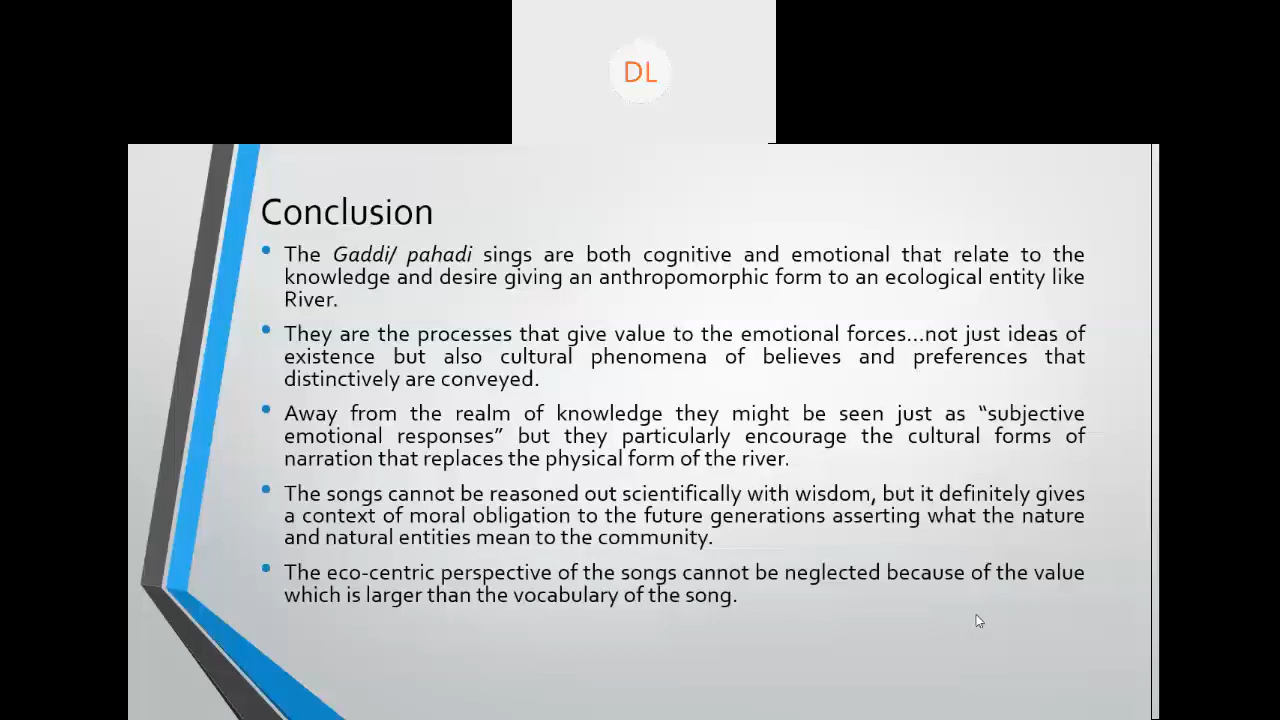 DL
Conclusion
The Gaddi/ pahadi sings are both cognitive and emotional that relate to the
knowledge and desire giving an anthropomorphic form to an ecological entity like
River.
They are the processes that give value to the emotional forces...not just ideas of
existence but also cultural phenomena of believes and preferences that
distinctively are conveyed.
Away from the realm of knowledge they might be seen just as “subjective
emotional responses” but they particularly encourage the cultural forms of
narration that replaces the physical form of the river.
The songs cannot be reasoned out scientifically with wisdom, but it definitely gives
a context of moral obligation to the future generations asserting what the nature
and natural entities mean to the community.
The eco-centric perspective of the songs cannot be neglected because of the value
which is larger than the vocabulary of the song.